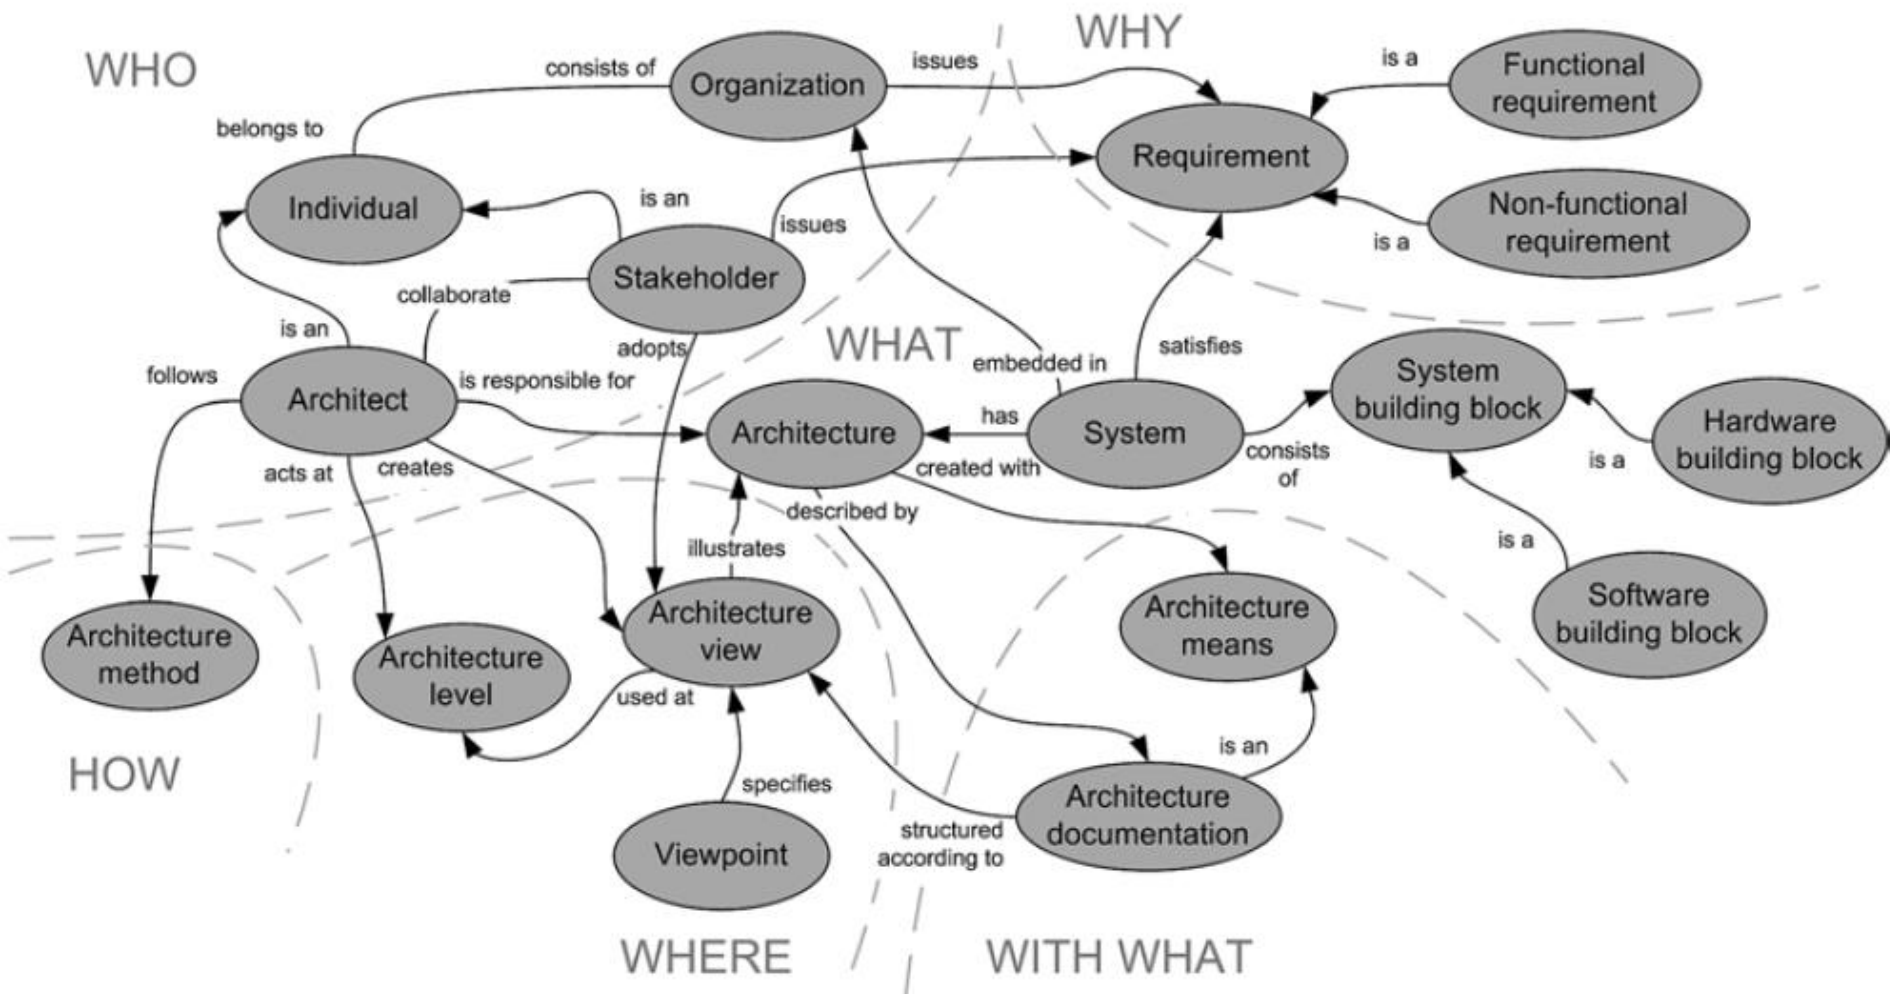 WHO
WHY
consists of
Organization
issues
is a
Functional
requirement
belongs to
Requirement
Individual
is an
issues
Non-functional
requirement
is a
Stakeholder
collaborate
is an
adopts
WHAT
embedded in
satisfies
System
building block
follows
Architect
is responsible for
Architecture
has
System
consists
of
Hardware
building block
is a
acts at
creates
created with
described by
illustrates
is a
Architecture
method
Architecture
level
Architecture
view
used at
Architecture
means
Software
building block
HOW
specifies
is an
Viewpoint
structured
according to
Architecture
documentation
WHERE
WITH WHAT